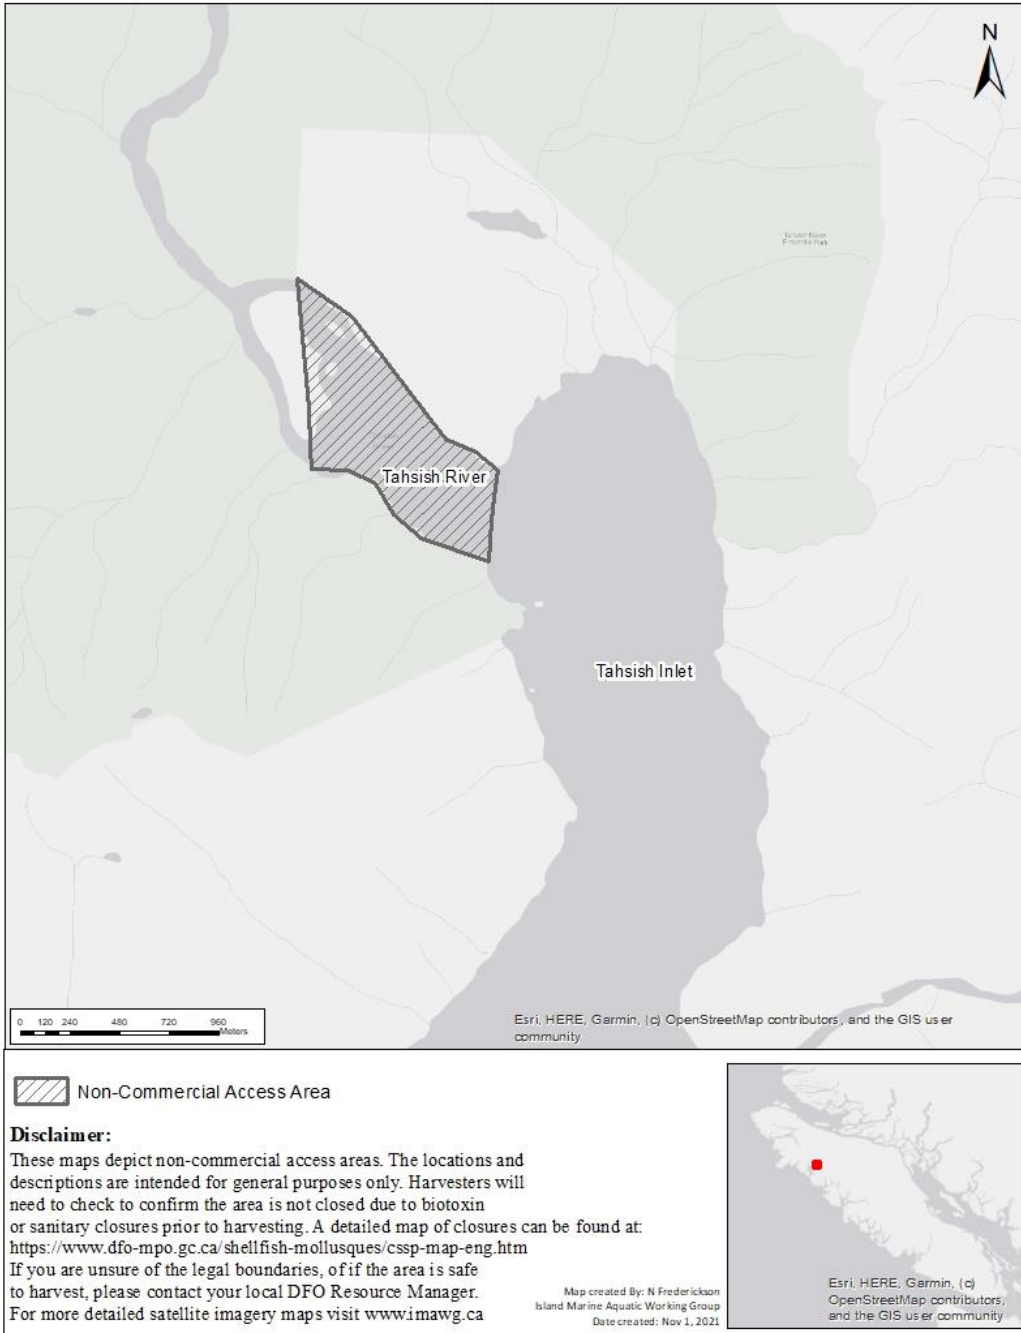 N
Tahsish River
Tahsish Inlet
0 120 240 480 720 960
Meters
Esri, HERE, Garmin, (c) OpenStreetMap contributors, and the GIS user
community
Non-Commercial Access Area
Disclaimer:
These maps depict non-commercial access areas. The locations and
descriptions are intended for general purposes only. Harvesters will
need to check to confirm the area is not closed due to biotoxin
or sanitary closures prior to harvesting. A detailed map of closures can be found at:
https://www.dfo-mpo.gc.ca/shellfish-mollusques/cssp-map-eng.htm
If you are unsure of the legal boundaries, of if the area is safe
to harvest, please contact your local DFO Resource Manager.
For more detailed satellite imagery maps visit www.imawg.ca
Map created By: N Frederickson
Island Marine Aquatic Working Group
Date created: Nov 1, 2021
Esri, HERE, Garmin, (c)
OpenStreetMap contributors,
and the GIS user community